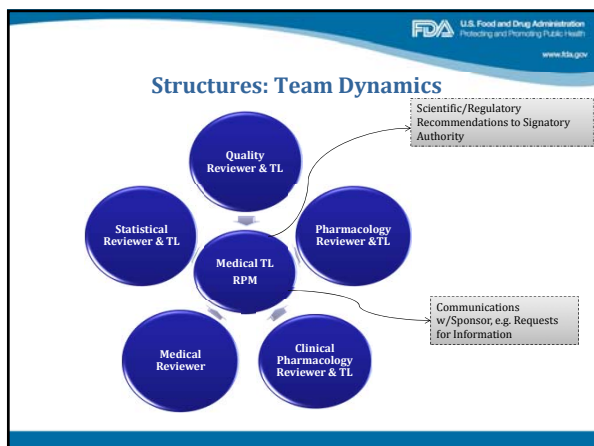 FDA U.S. Food and Drug Administration
Protecting and Promoting Public Health
www.fda.gov
Structures: Team Dynamics
Scientific/Regulatory
Recommendations to Signatory
Authority
Quality
Reviewer & TL
Statistical
Reviewer & TL
Pharmacology
Reviewer &TL
Medical TL
RPM
Communications
w/Sponsor, e.g. Requests
for Information
Medical
Reviewer
Clinical
Pharmacology
Reviewer & TL